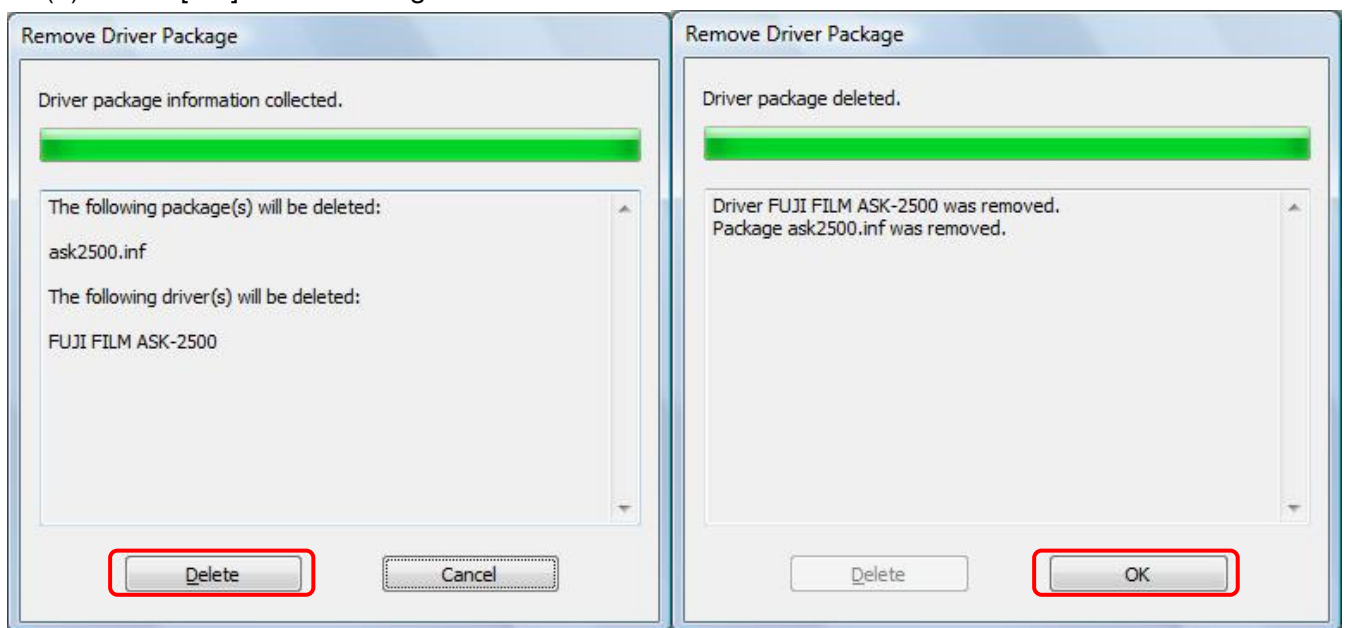 Remove Driver Package
Driver package information collected.
The following package(s) will be deleted:
ask2500.inf
The following driver(s) will be deleted:
FUJI FILM ASK-2500
Delete
Cancel
Remove Driver Package
Driver package deleted.
Driver FUJI FILM ASK-2500 was removed.
Package ask2500.inf was removed.
Delete
OK